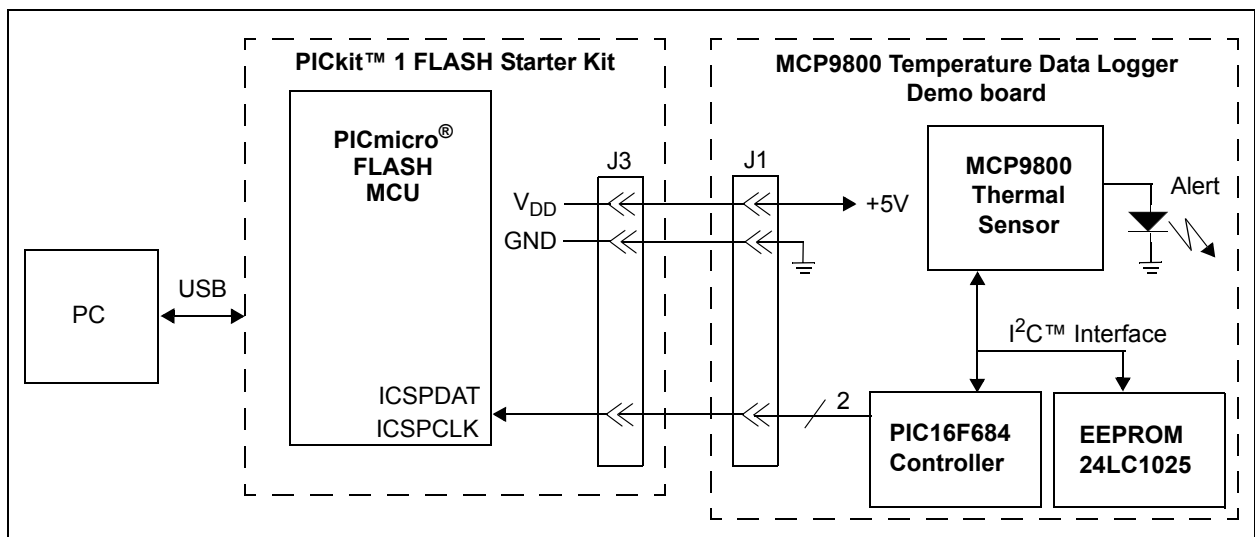 PICkit™ 1 FLASH Starter Kit
PICmicro®
FLASH
MCU
J3
VDD
GND
ICSPDAT
ICSPCLK
PC
USB
MCP9800 Temperature Data Logger
Demo board
J1
+5V
MCP9800
Thermal
Sensor
Alert
I²C™ Interface
2
PIC16F684
Controller
EEPROM
24LC1025